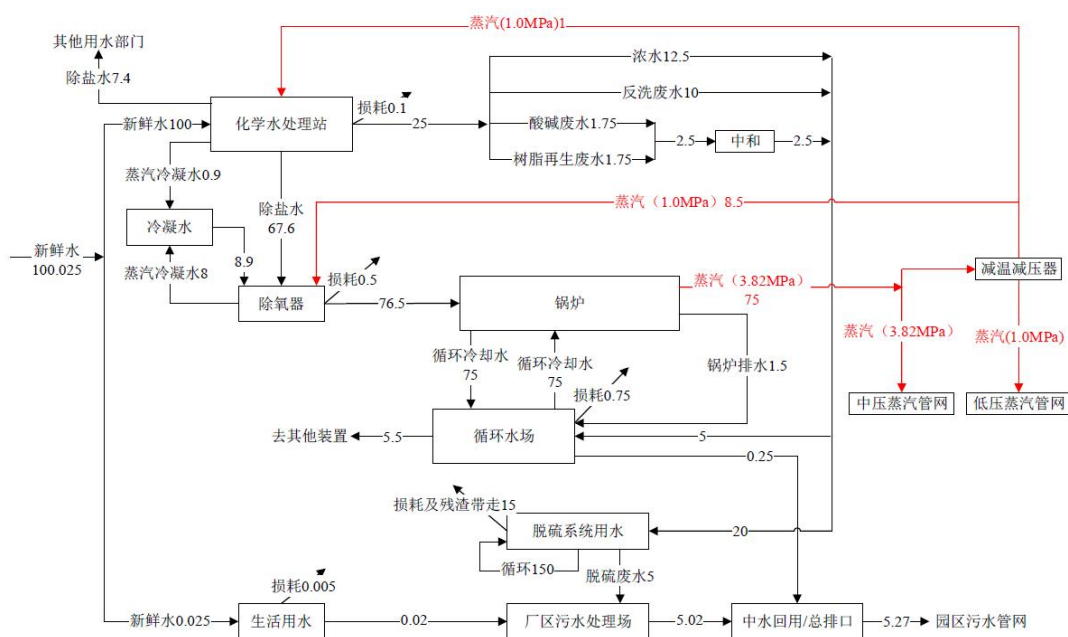 蒸汽(1.0MPa)1
其他用水部门
除盐水7.4
浓水12.5
损耗0.1
反洗废水10
新鲜水100
化学水处理站
25
酸碱废水1.75
2.5
中和
2.5
树脂再生废水1.75
蒸汽冷凝水0.9
除盐水
67.6
蒸汽（1.0MPa）8.5
冷凝水
新鲜水
100.025
8.9
蒸汽冷凝水8
损耗0.5
减温减压器
除氧器
76.5
锅炉
蒸汽（3.82MPa）
75
蒸汽（3.82MPa）
蒸汽(1.0MPa)
循环冷却水
75
循环冷却水
75
锅炉排水1.5
损耗0.75
中压蒸汽管网
低压蒸汽管网
去其他装置
5.5
循环水场
5
0.25
损耗及残渣带走15
脱硫系统用水
20
循环150
脱硫废水5
损耗0.005
新鲜水0.025
生活用水
0.02
厂区污水处理场
5.02
中水回用/总排口
5.27
园区污水管网